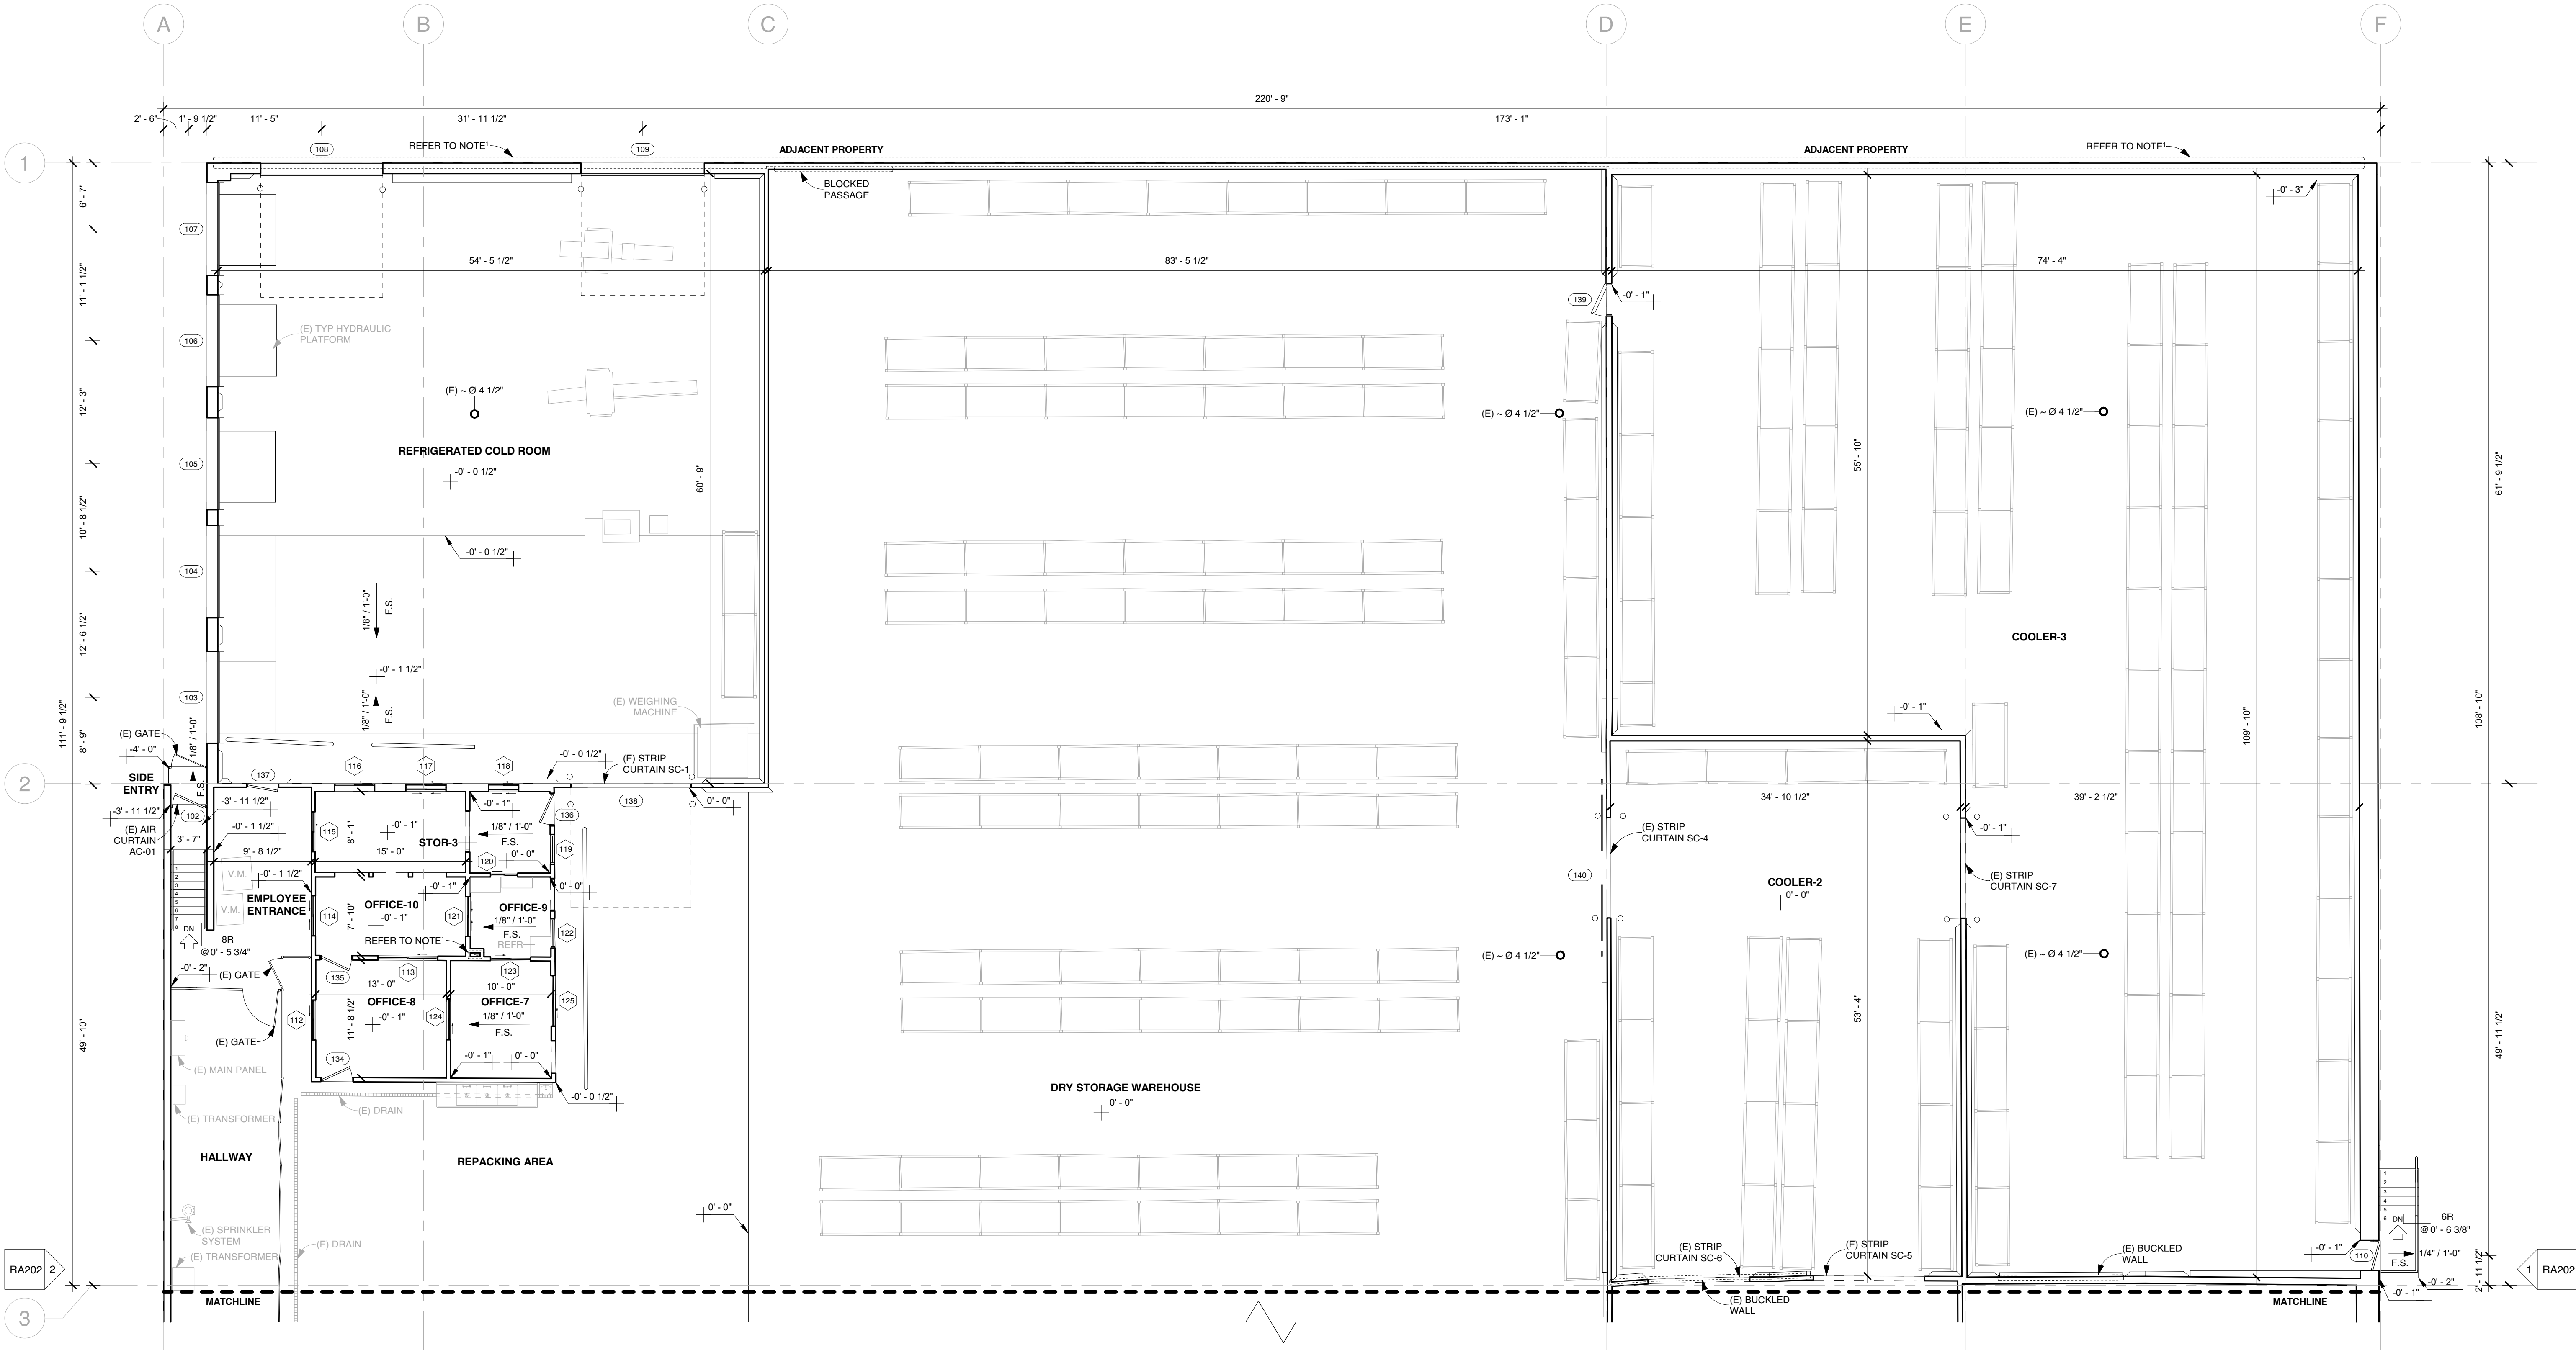 A
B
C
D
E
F
220' - 9"
2' - 6"
1' - 9 1/2"
11' - 5"
31' - 11 1/2"
173' - 1"
1
108
REFER TO NOTE¹
109
ADJACENT PROPERTY
ADJACENT PROPERTY
REFER TO NOTE¹
BLOCKED
PASSAGE
6' - 7"
-0' - 3"
107
54' - 5 1/2"
83' - 5 1/2"
74' - 4"
11' - 1 1/2"
139
-0' - 1"
106
(E) TYP HYDRAULIC
PLATFORM
12' - 3"
(E) ~ Ø 4 1/2"
(E) ~ Ø 4 1/2"
(E) ~ Ø 4 1/2"
REFRIGERATED COLD ROOM
-0' - 0 1/2"
105
60' - 9"
55' - 10"
61' - 9 1/2"
10' - 8 1/2"
-0' - 0 1/2"
104
1/8" / 1'-0"
F.S.
12' - 6 1/2"
COOLER-3
-0' - 1 1/2"
103
1/8" / 1'-0"
F.S.
(E) WEIGHING
MACHINE
111' - 9 1/2"
8' - 9"
-0' - 1"
109' - 10"
108' - 10"
(E) GATE
1/8" / 1'-0"
F.S.
-4' - 0"
SIDE
ENTRY
2
137
116
117
118
-0' - 0 1/2"
(E) STRIP
CURTAIN SC-1
138
0' - 0"
34' - 10 1/2"
39' - 2 1/2"
-3' - 11 1/2"
-3' - 11 1/2"
102
-0' - 1 1/2"
(E) AIR
CURTAIN
AC-01
3' - 7"
9' - 8 1/2"
115
8' - 1"
-0' - 1"
15' - 0"
STOR-3
-0' - 1"
1/8" / 1'-0"
F.S.
136
119
120
0' - 0"
(E) STRIP
CURTAIN SC-4
-0' - 1"
V.M.
-0' - 1 1/2"
-0' - 1"
0' - 0"
140
COOLER-2
0' - 0"
(E) STRIP
CURTAIN SC-7
EMPLOYEE
ENTRANCE
V.M.
1
2
3
4
5
6
7
8
DN
8R
@0' - 5 3/4"
114
OFFICE-10
-0' - 1"
7' - 10"
121
OFFICE-9
1/8" / 1'-0"
F.S.
REFR
122
REFER TO NOTE¹
(E) ~ Ø 4 1/2"
(E) ~ Ø 4 1/2"
-0' - 2"
(E) GATE
135
113
123
13' - 0"
10' - 0"
OFFICE-8
-0' - 1"
11' - 8 1/2"
OFFICE-7
1/8" / 1'-0"
F.S.
112
124
125
53' - 4"
49' - 10"
49' - 11 1/2"
(E) GATE
134
-0' - 1"
0' - 0"
(E) MAIN PANEL
-0' - 0 1/2"
DRY STORAGE WAREHOUSE
0' - 0"
(E) TRANSFORMER
(E) DRAIN
HALLWAY
REPACKING AREA
0' - 0"
1
2
3
4
5
6
DN
6R
@0' - 6 3/8"
(E) SPRINKLER
SYSTEM
(E) DRAIN
(E) TRANSFORMER
(E) STRIP
CURTAIN SC-6
(E) STRIP
CURTAIN SC-5
(E) BUCKLED
WALL
-0' - 1"
110
1/4" / 1'-0"
F.S.
RA202
2
1
RA202
-0' - 2"
2' - 11 1/2"
-0' - 1"
MATCHLINE
(E) BUCKLED
WALL
MATCHLINE
3